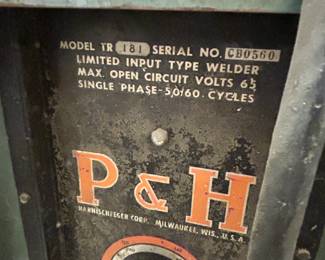 MODEL TR 181 SERIAL NO. CB0560
LIMITED INPUT TYPE WELDER
MAX. OPEN CIRCUIT VOLTS 65
SINGLE PHASE-50/60 CYCLES
P & H
HARNISCHFEGER CORP. MILWAUKEE, WIS., U.S.A.